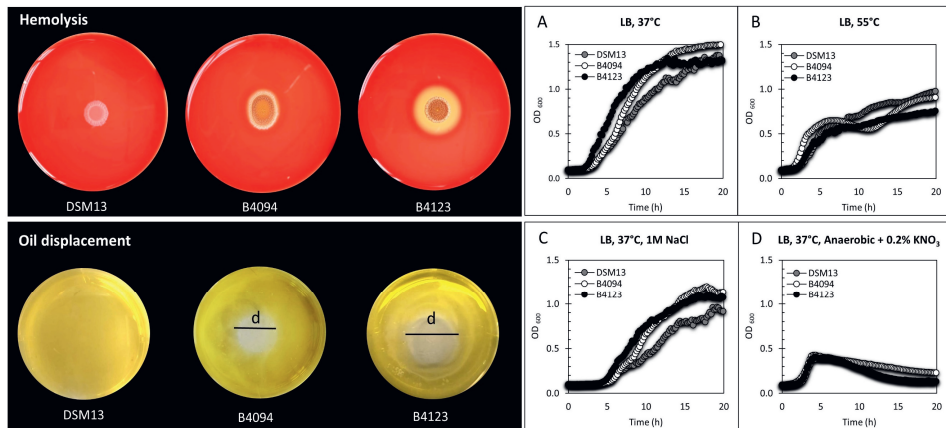 Hemolysis
DSM13
B4094
B4123
Oil displacement
d
d
DSM13
B4094
B4123
A
LB, 37°C
DSM13
B4094
B4123
1.5
1.0
0.5
0.0
OD 600
0
5
10
15
20
Time (h)
B
LB, 55°C
DSM13
B4094
B4123
1.5
1.0
0.5
0.0
OD 600
0
5
10
15
20
Time (h)
C
LB, 37°C, 1M NaCl
DSM13
B4094
B4123
1.5
1.0
0.5
0.0
OD 600
0
5
10
15
20
Time (h)
D
LB, 37°C, Anaerobic + 0.2% KNO₃
DSM13
B4094
B4123
1.5
1.0
0.5
0.0
OD 600
0
5
10
15
20
Time (h)